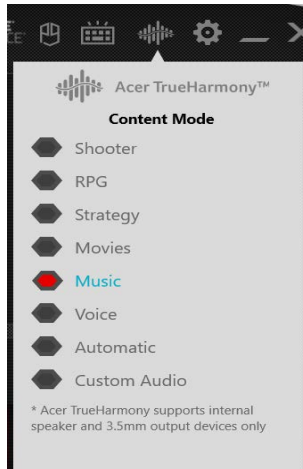 Acer TrueHarmony™
Content Mode
Shooter
RPG
Strategy
Movies
Music
Voice
Automatic
Custom Audio
* Acer TrueHarmony supports internal
speaker and 3.5mm output devices only